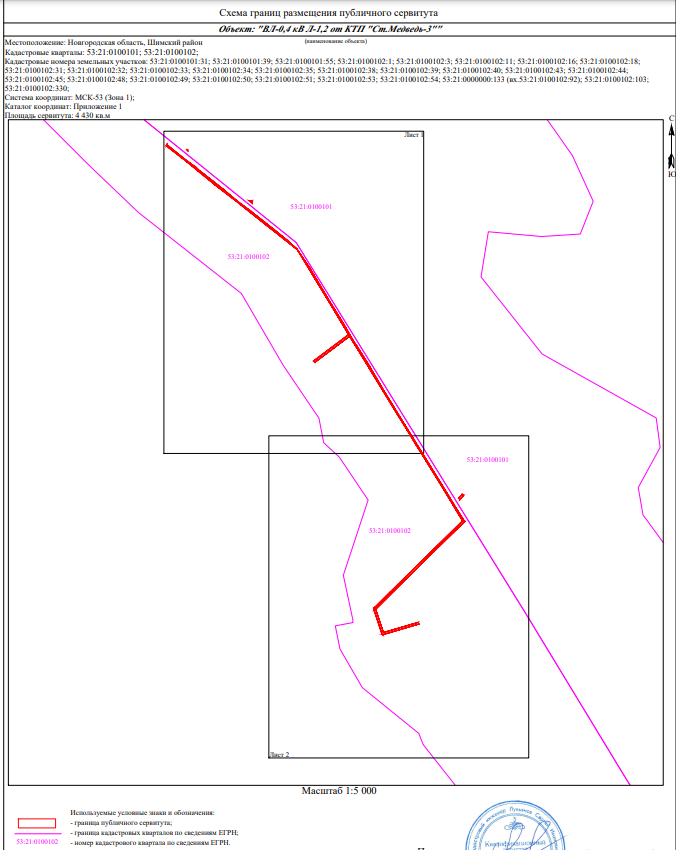 Схема границ размещения публичного сервитута
Объект: "ВЛ-0,4 кВ Л-1,2 от КТП "Ст.Медведь-3""
(наименование объекта)
Местоположение: Новгородская область, Шимский район
Кадастровые кварталы: 53:21:0100101; 53:21:0100102;
Кадастровые номера земельных участков: 53:21:0100101:31; 53:21:0100101:39; 53:21:0100101:55; 53:21:0100102:1; 53:21:0100102:3; 53:21:0100102:11; 53:21:0100102:16; 53:21:0100102:18;
53:21:0100102:31; 53:21:0100102:32; 53:21:0100102:33; 53:21:0100102:34; 53:21:0100102:35; 53:21:0100102:38; 53:21:0100102:39; 53:21:0100102:40; 53:21:0100102:43; 53:21:0100102:44;
53:21:0100102:45; 53:21:0100102:48; 53:21:0100102:49; 53:21:0100102:50; 53:21:0100102:51; 53:21:0100102:53; 53:21:0100102:54; 53:21:0000000:133 (вх.53:21:0100102:92); 53:21:0100102:103;
53:21:0100102:330;
Система координат: МСК-53 (Зона 1);
Каталог координат: Приложение 1
Площадь сервитута: 4 430 кв.м
С
Ю
Лист 1
53:21:0100101
53:21:0100102
53:21:0100101
53:21:0100102
Лист 2
Масштаб 1:5 000
Используемые условные знаки и обозначения:
- граница публичного сервитута;
- граница кадастровых кварталов по сведениям ЕГРН;
53:21:0100102 - номер кадастрового квартала по сведениям ЕГРН.